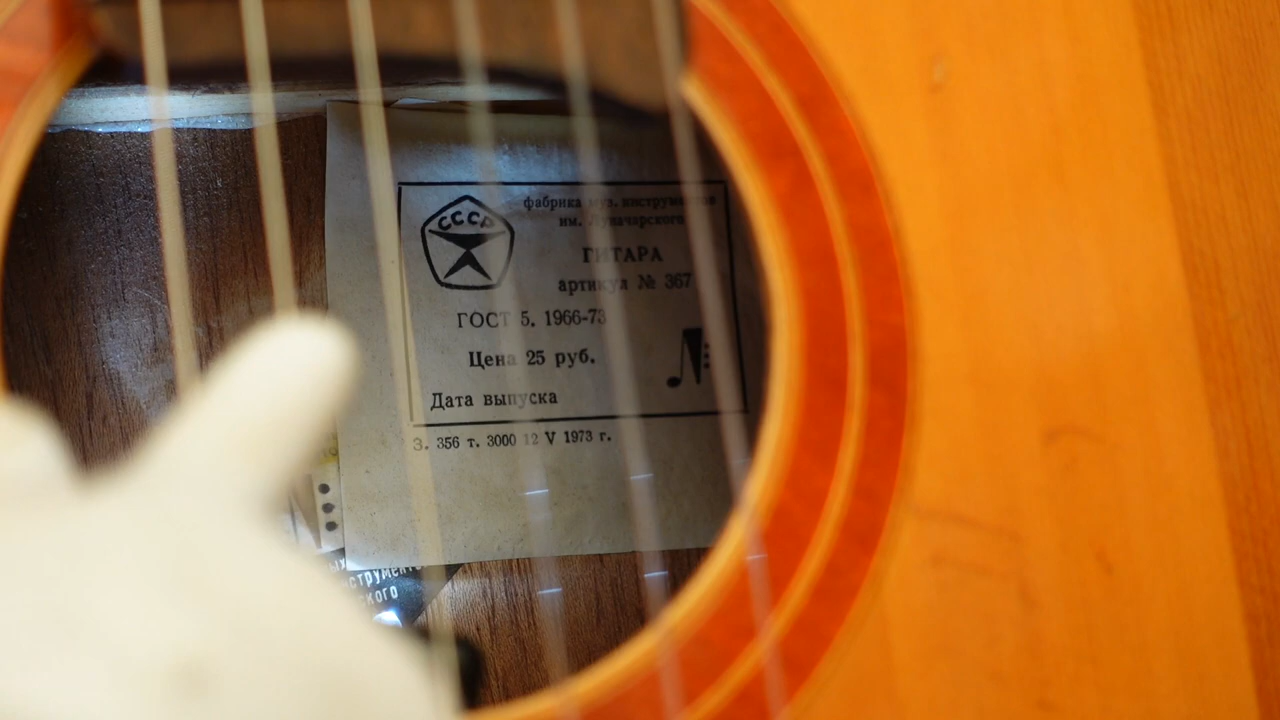 СССР
фабрика муз. инструментов
им. Луначарского
ГИТАРА
артикул № 367
ГОСТ 5. 1966-73
Цена 25 руб.
Дата выпуска
З. 356 т. 3000 12 V 1973 г.